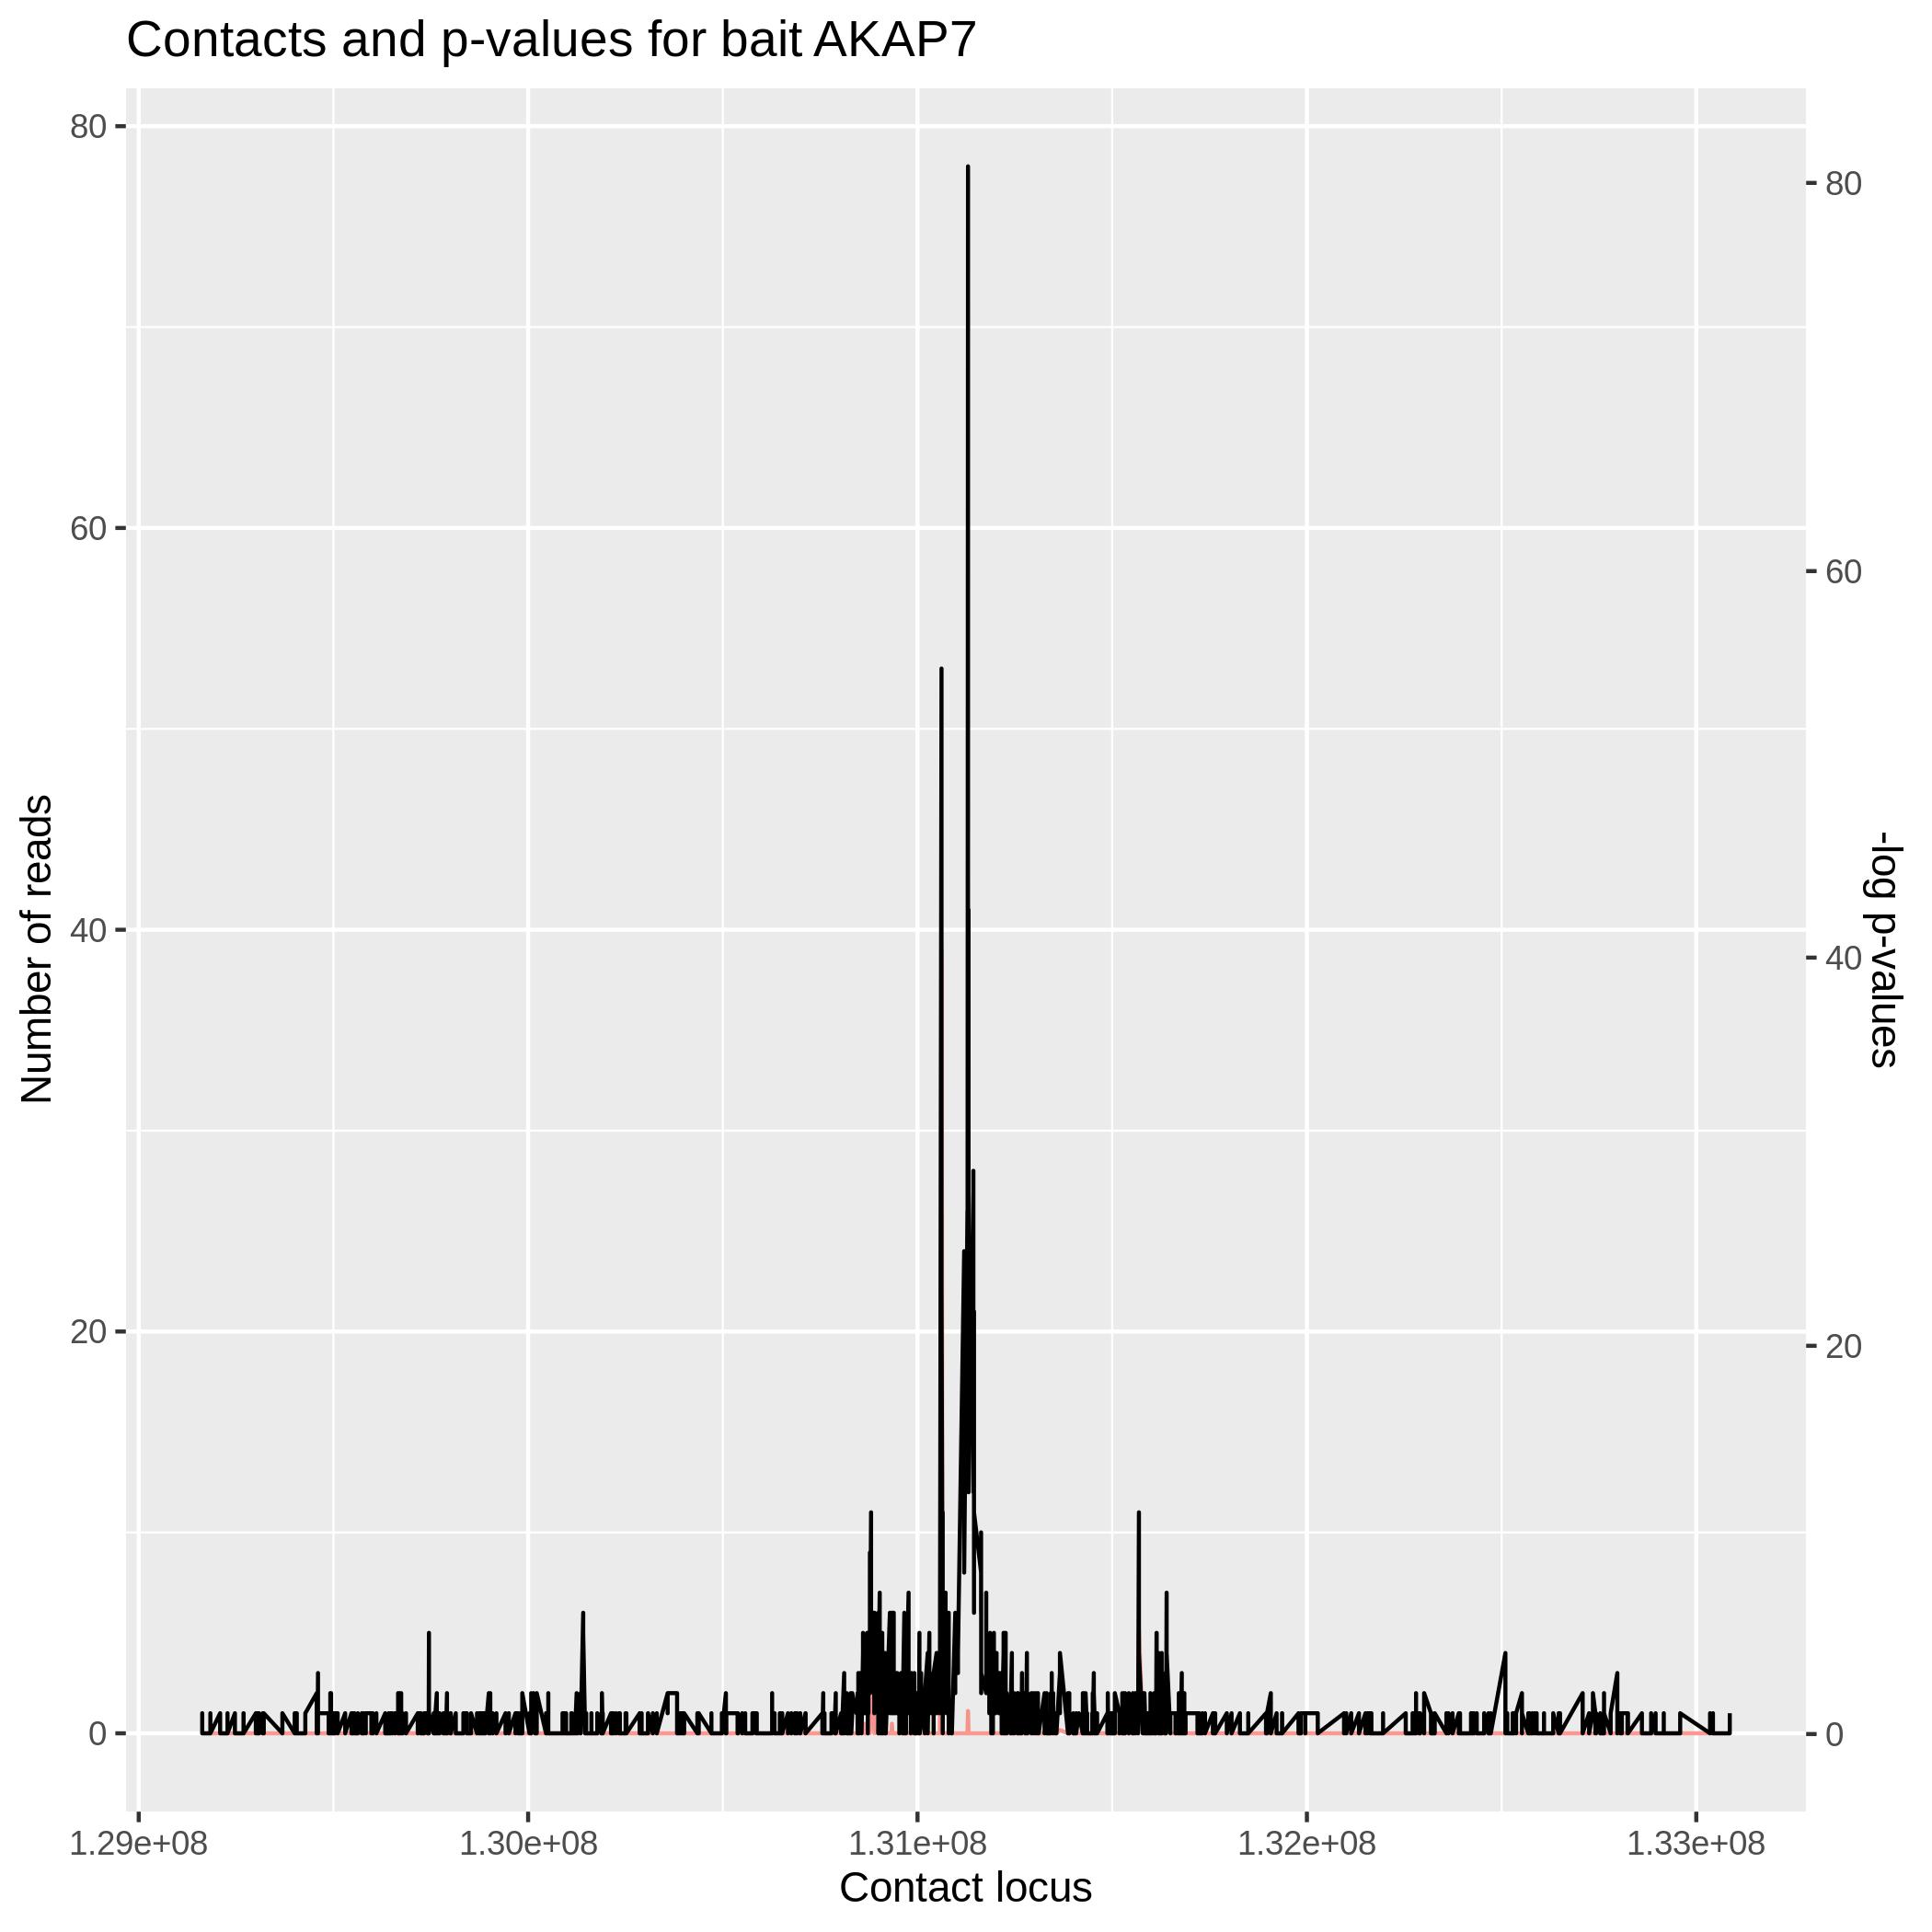 Contacts and p-values for bait AKAP7
80
60
40
20
0
Number of reads
80
60
40
20
0
-log p-values
1.29e+08
1.30e+08
1.31e+08
1.32e+08
1.33e+08
Contact locus